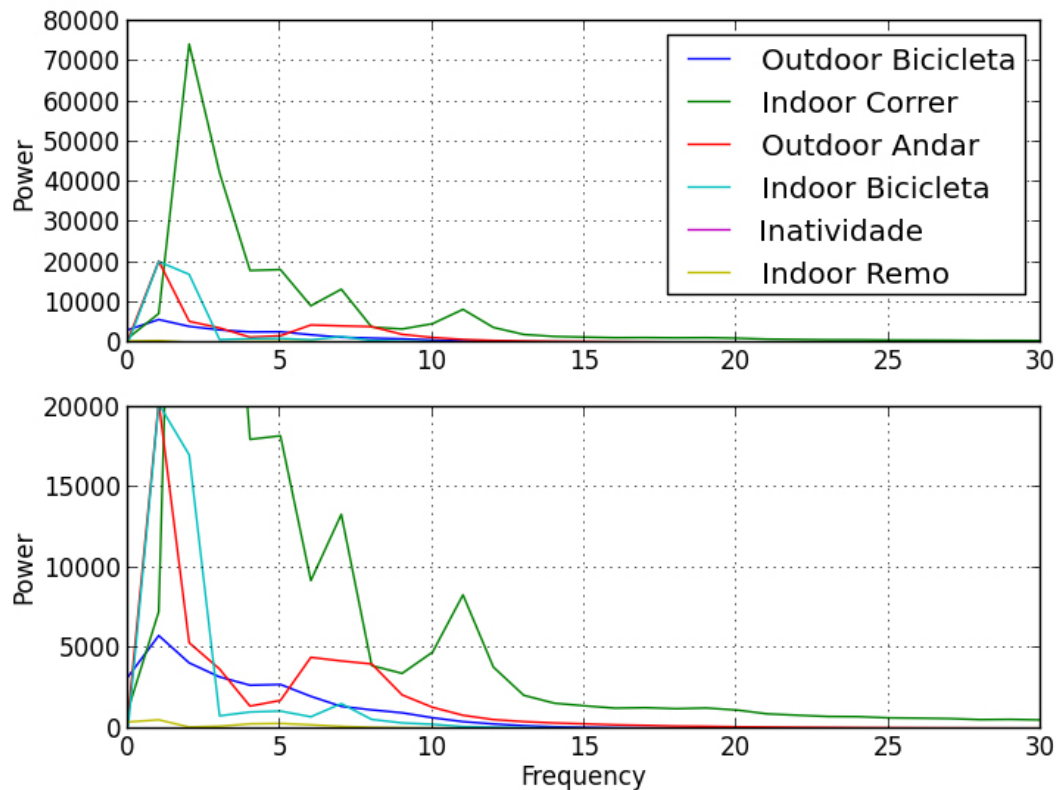 80000
70000
60000
50000
40000
30000
20000
10000
0
Power
Outdoor Bicicleta
Indoor Correr
Outdoor Andar
Indoor Bicicleta
Inatividade
Indoor Remo
0 5 10 15 20 25 30
20000
15000
10000
5000
0
Power
0 5 10 15 20 25 30
Frequency